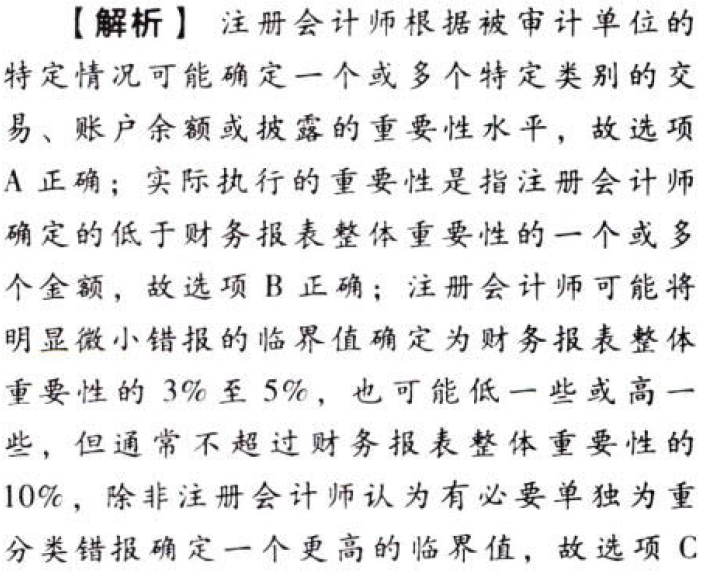 【解析】 注册会计师根据被审计单位的
特定情况可能确定一个或多个特定类别的交
易、账户余额或披露的重要性水平，故选项
A 正确；实际执行的重要性是指注册会计师
确定的低于财务报表整体重要性的一个或多
个金额，故选项 B 正确；注册会计师可能将
明显微小错报的临界值确定为财务报表整体
重要性的 3% 至 5%，也可能低一些或高一
些，但通常不超过财务报表整体重要性的
10%，除非注册会计师认为有必要单独为重
分类错报确定一个更高的临界值，故选项 C